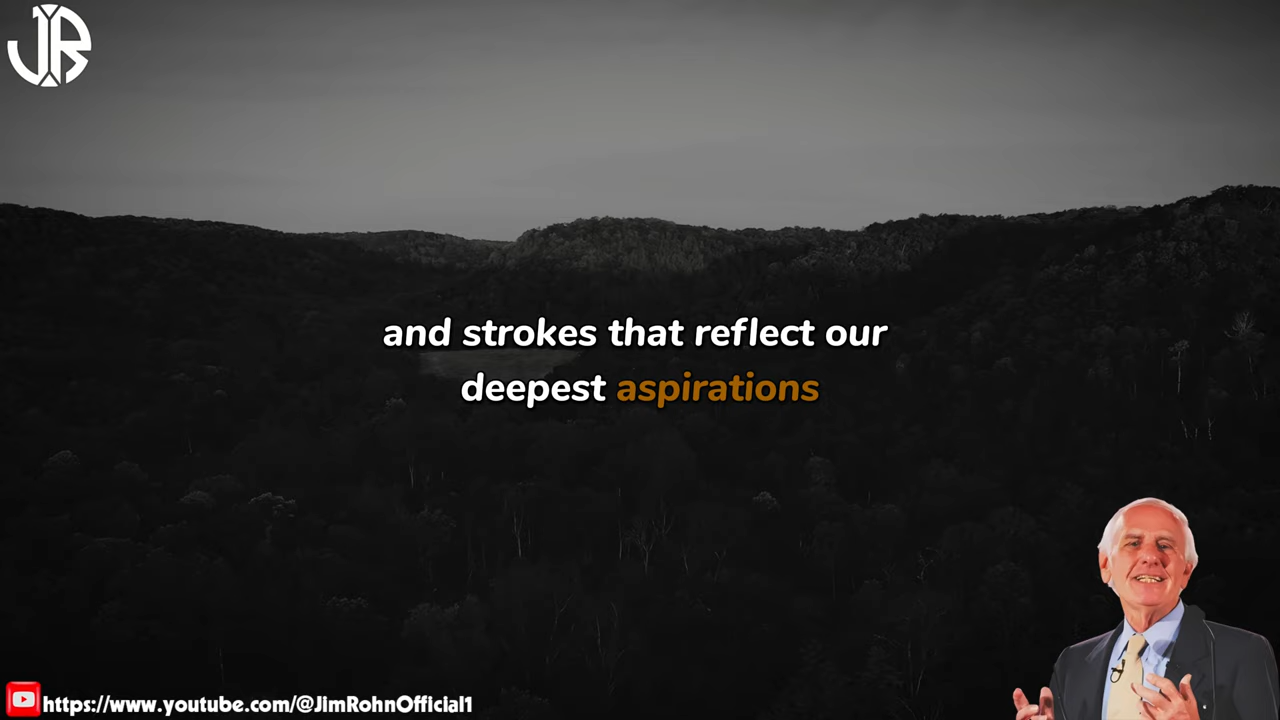 JR
and strokes that reflect our
deepest aspirations
https://www.youtube.com/@JimRohnOfficial1